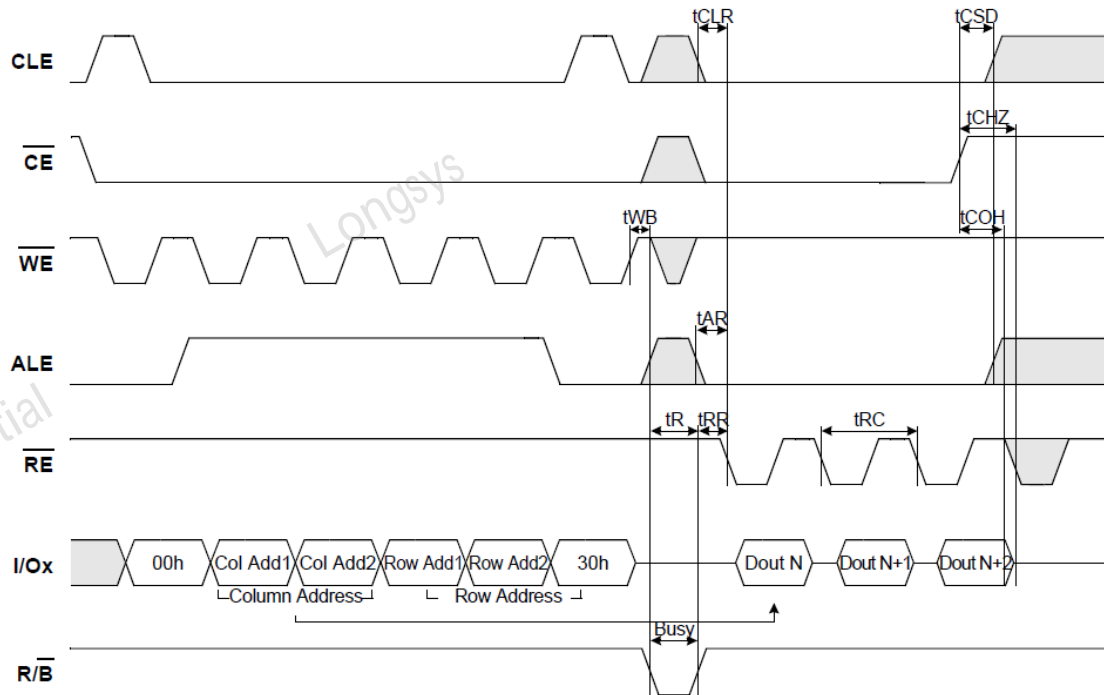 tCLR
tCSD
CLE
tCHZ
CE
Longsys
tWB
tCOH
WE
tAR
ALE
tial
tR
tRR
tRC
RE
I/Ox
00h
Col Add1
Col Add2
Row Add1
Row Add2
30h
Dout N
Dout N+1
Dout N+2
Column Address
Row Address
Busy
R/B